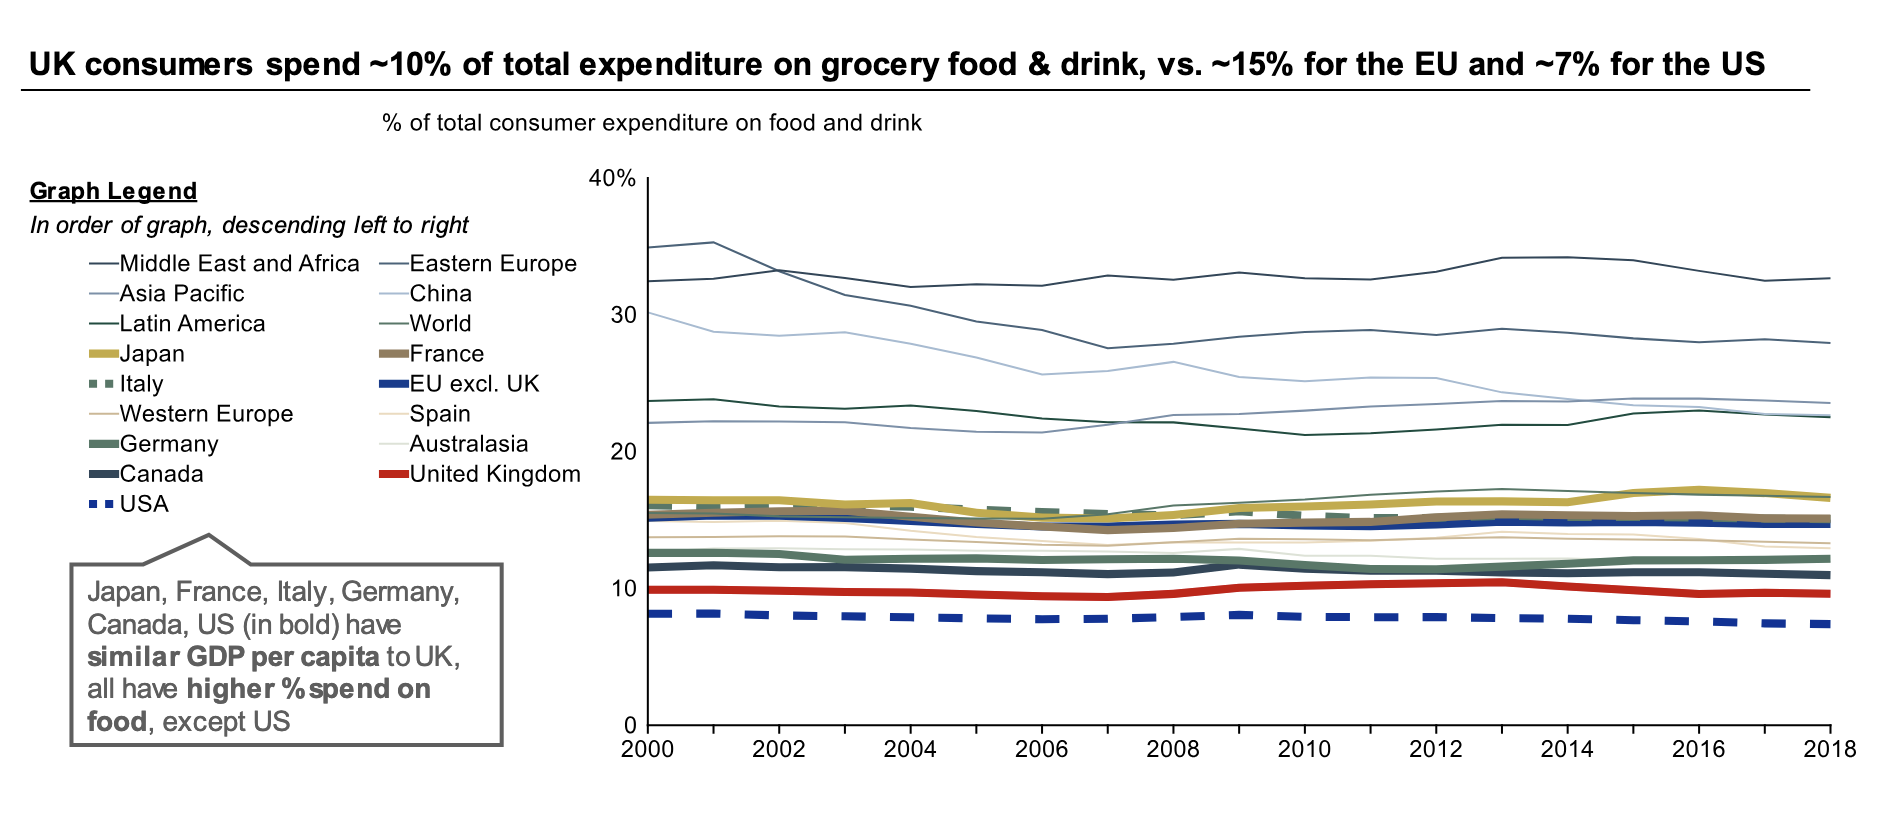 UK consumers spend ~10% of total expenditure on grocery food & drink, vs. ~15% for the EU and ~7% for the US
% of total consumer expenditure on food and drink
Graph Legend
In order of graph, descending left to right
Middle East and Africa Eastern Europe
Asia Pacific China
Latin America World
Japan France
Italy EU excl. UK
Western Europe Spain
Germany Australasia
Canada United Kingdom
USA
Japan, France, Italy, Germany,
Canada, US (in bold) have
similar GDP per capita to UK,
all have higher % spend on
food, except US
40%
30
20
10
0
2000 2002 2004 2006 2008 2010 2012 2014 2016 2018